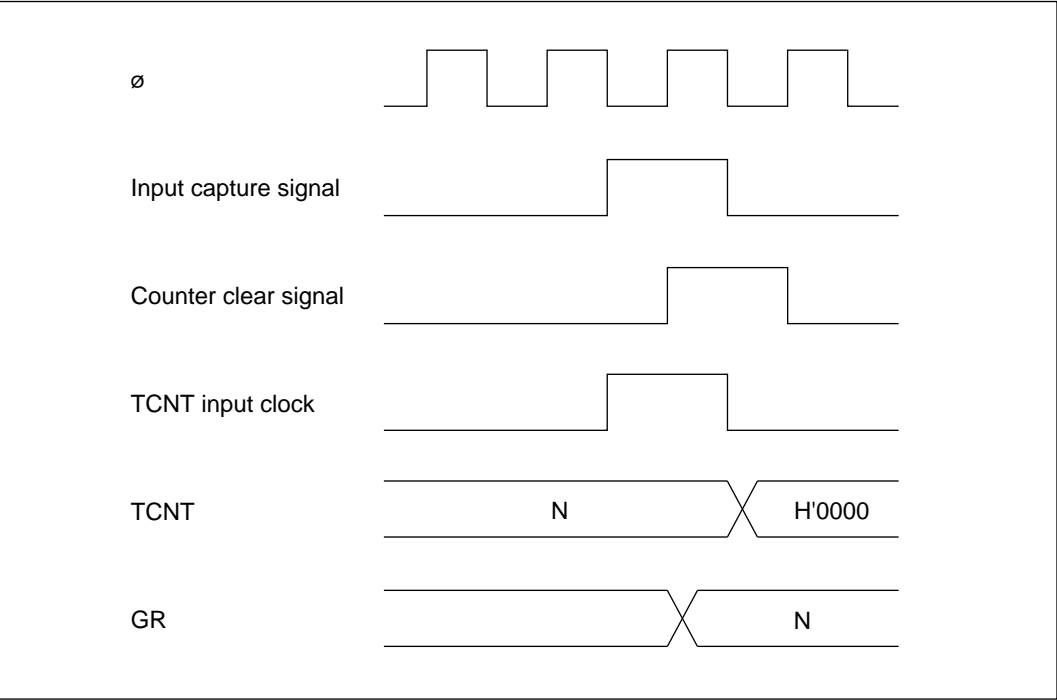 ø
Input capture signal
Counter clear signal
TCNT input clock
TCNT
N
H'0000
GR
N